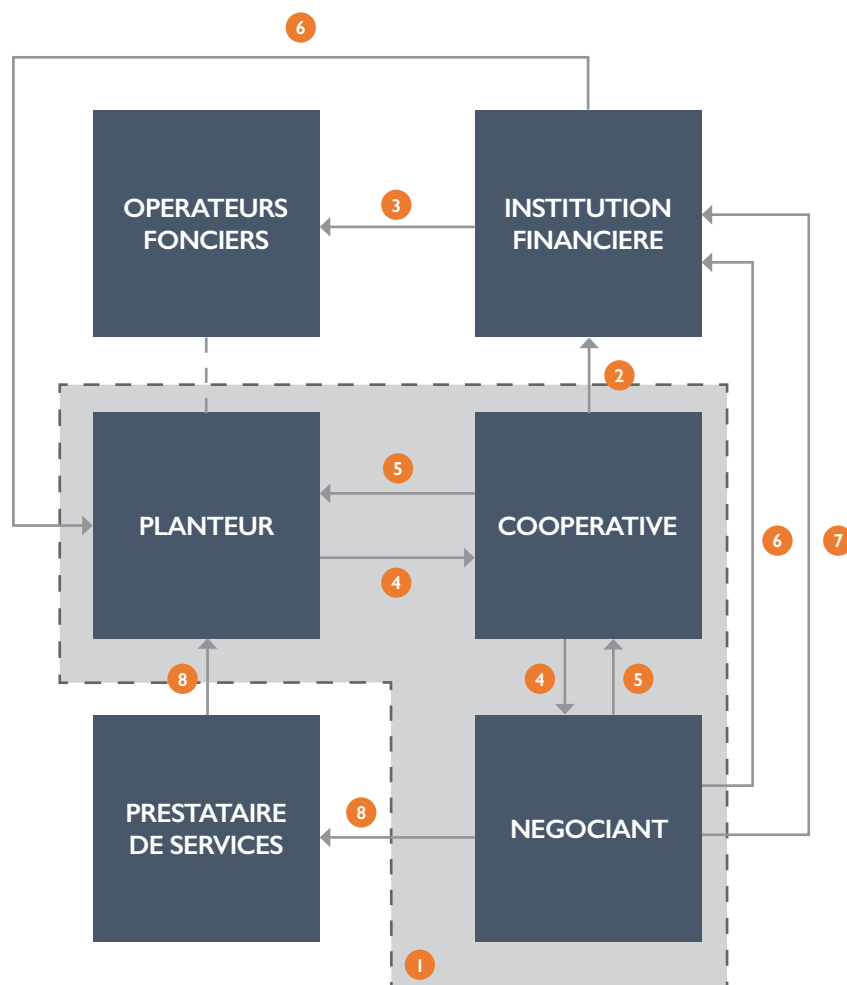 6
OPERATEURS
FONCIERS
3
INSTITUTION
FINANCIERE
2
PLANTEUR
5
4
COOPERATIVE
6
7
8
4
5
PRESTATAIRE
DE SERVICES
8
NEGOCIANT
1